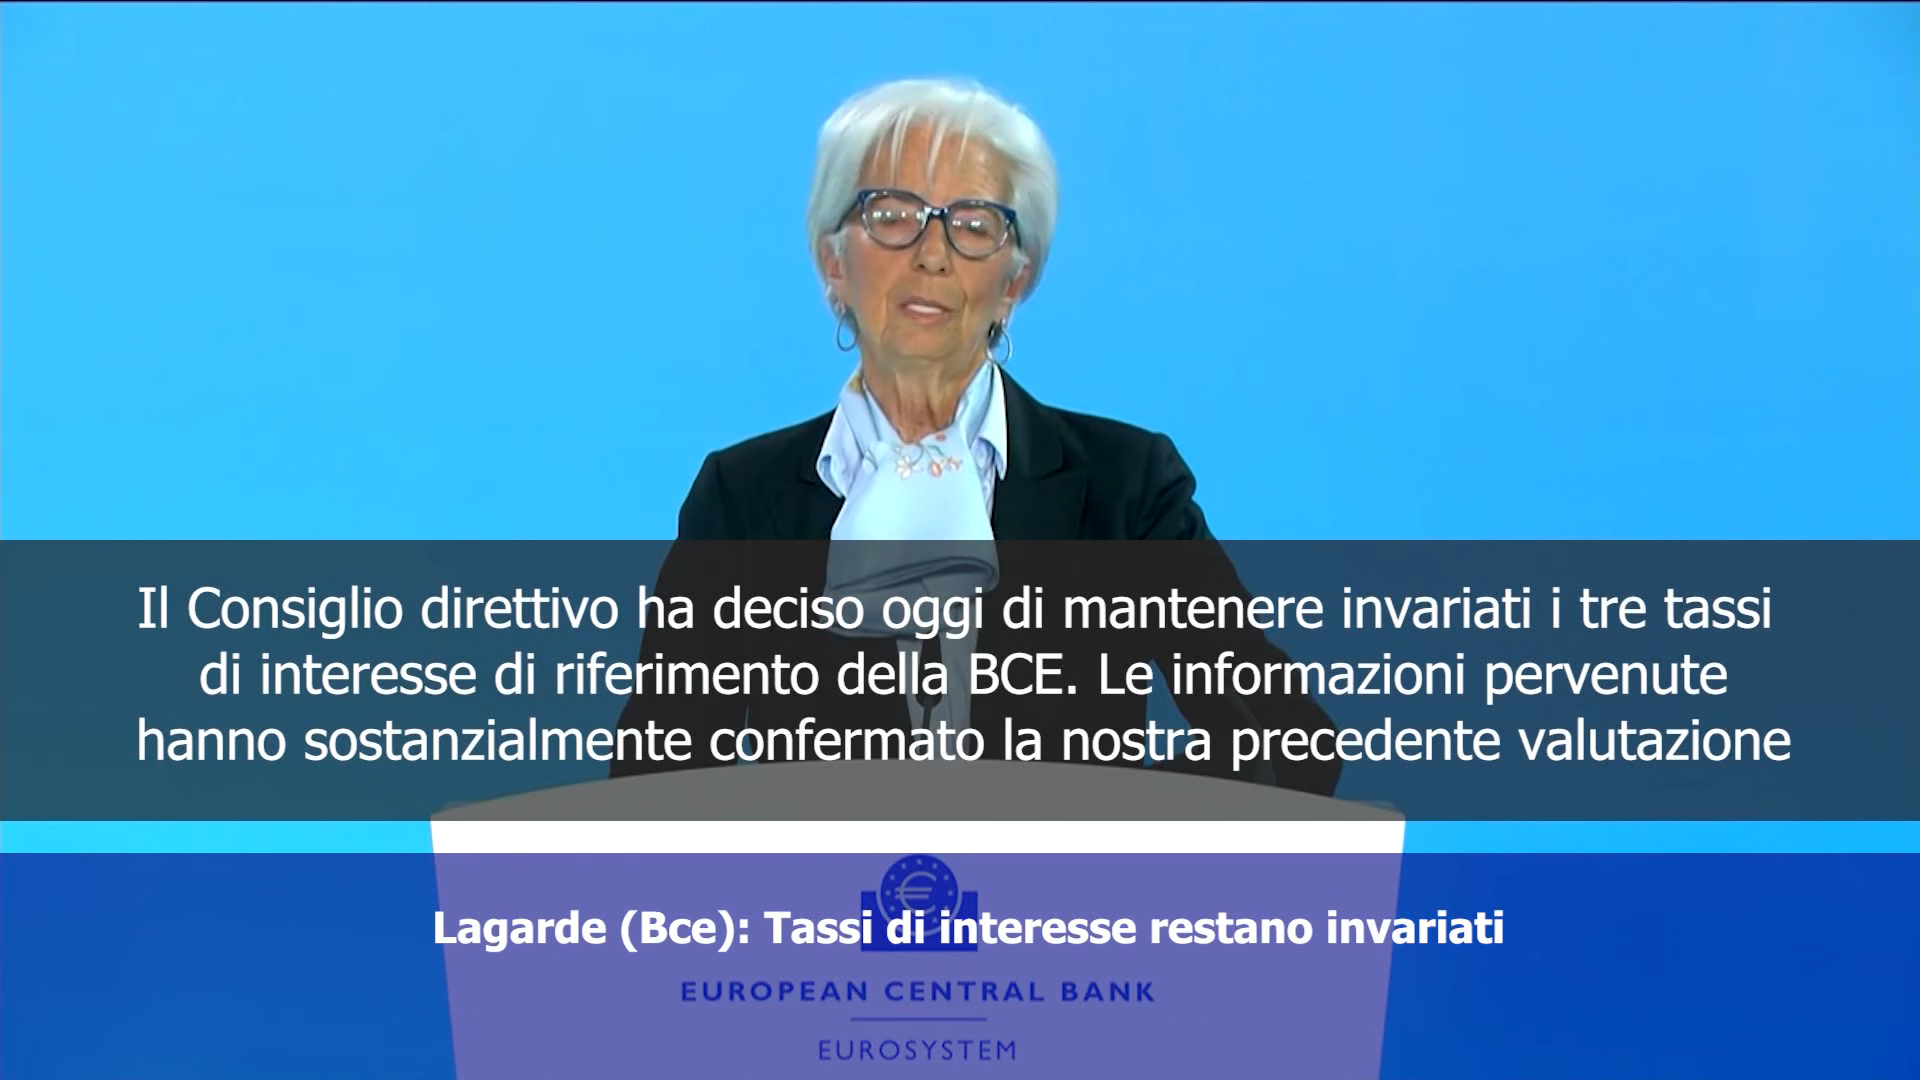 Il Consiglio direttivo ha deciso oggi di mantenere invariati i tre tassi
di interesse di riferimento della BCE. Le informazioni pervenute
hanno sostanzialmente confermato la nostra precedente valutazione
Lagarde (Bce): Tassi di interesse restano invariati
EUROPEAN CENTRAL BANK
EUROSYSTEM